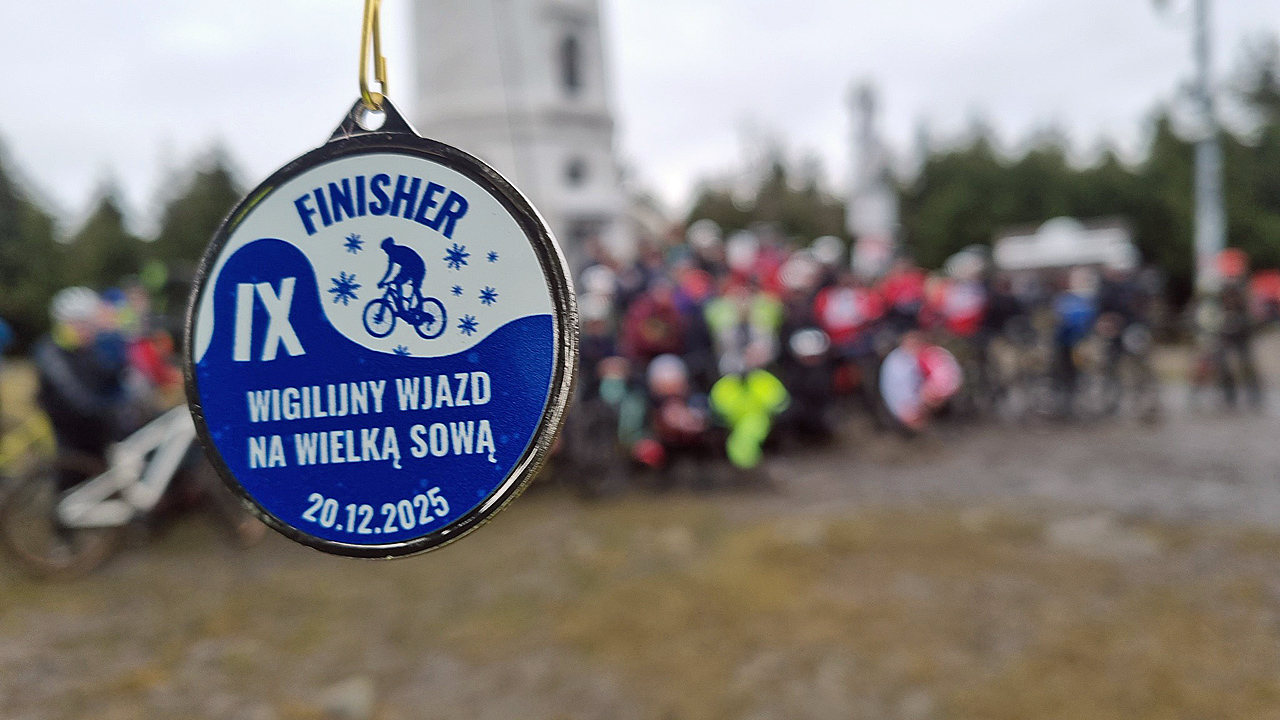 FINISHER
IX
WIGILIJNY WJAZD
NA WIELKĄ SOWĄ
20.12.2025